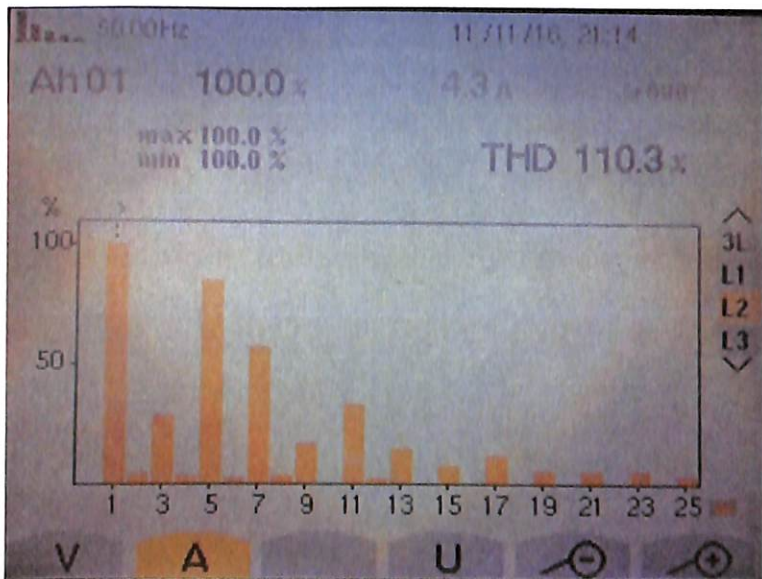 50.00Hz 11/11/16 21:14
Ah 01 100.0 % 4.3 A
max 100.0 %
min 100.0 %
THD 110.3 %
%
100
50
3L
L1
L2
L3
1 3 5 7 9 11 13 15 17 19 21 23 25
V A U